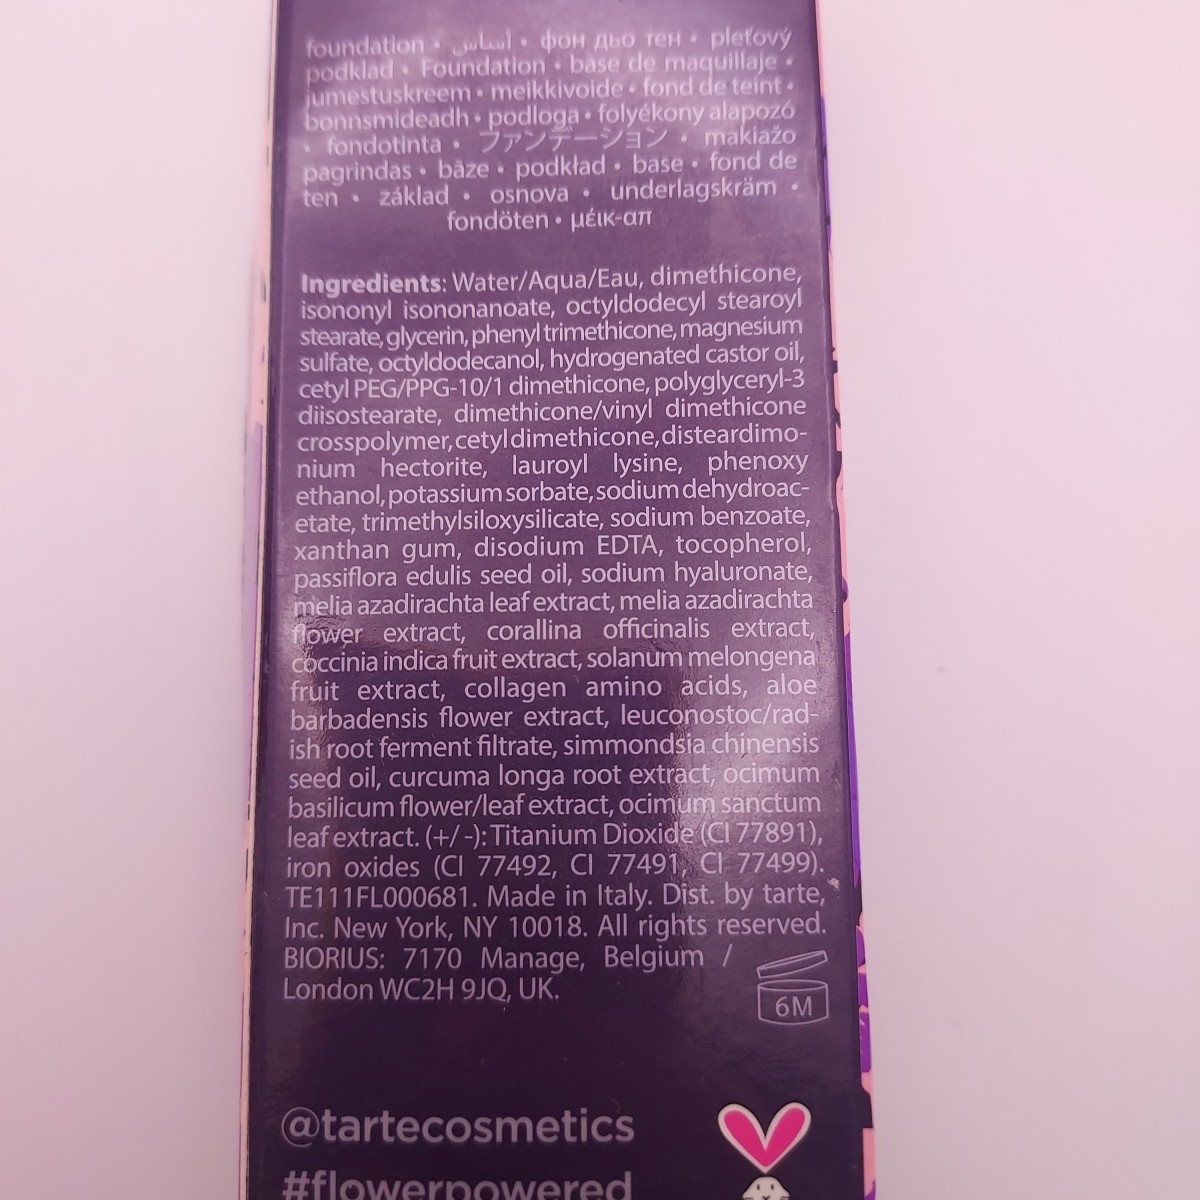 foundation • أساس • фон дьо тен • pleťový
podklad • Foundation • base de maquillaje •
jumestuskreem • meikkivoide • fond de teint •
bonnsmideadh • podloga • folyékony alapozó
• fondotinta • ファンデーション • makiažo
pagrindas • bāze • podkład • base • fond de
ten • základ • osnova • underlagskräm •
fondöten • μέικ-απ
Ingredients: Water/Aqua/Eau, dimethicone,
isononyl isononanoate, octyldodecyl stearoyl
stearate, glycerin, phenyl trimethicone, magnesium
sulfate, octyldodecanol, hydrogenated castor oil,
cetyl PEG/PPG-10/1 dimethicone, polyglyceryl-3
diisostearate, dimethicone/vinyl dimethicone
crosspolymer, cetyl dimethicone, disteardimo-
nium hectorite, lauroyl lysine, phenoxy
ethanol, potassium sorbate, sodium dehydroac-
etate, trimethylsiloxysilicate, sodium benzoate,
xanthan gum, disodium EDTA, tocopherol,
passiflora edulis seed oil, sodium hyaluronate,
melia azadirachta leaf extract, melia azadirachta
flower extract, corallina officinalis extract,
coccinia indica fruit extract, solanum melongena
fruit extract, collagen amino acids, aloe
barbadensis flower extract, leuconostoc/rad-
ish root ferment filtrate, simmondsia chinensis
seed oil, curcuma longa root extract, ocimum
basilicum flower/leaf extract, ocimum sanctum
leaf extract. (+/-): Titanium Dioxide (CI 77891),
iron oxides (CI 77492, CI 77491, CI 77499).
TE111FL000681. Made in Italy. Dist. by tarte,
Inc. New York, NY 10018. All rights reserved.
BIORIUS: 7170 Manage, Belgium /
London WC2H 9JQ, UK.
6M
@tartecosmetics
#flowerpowered